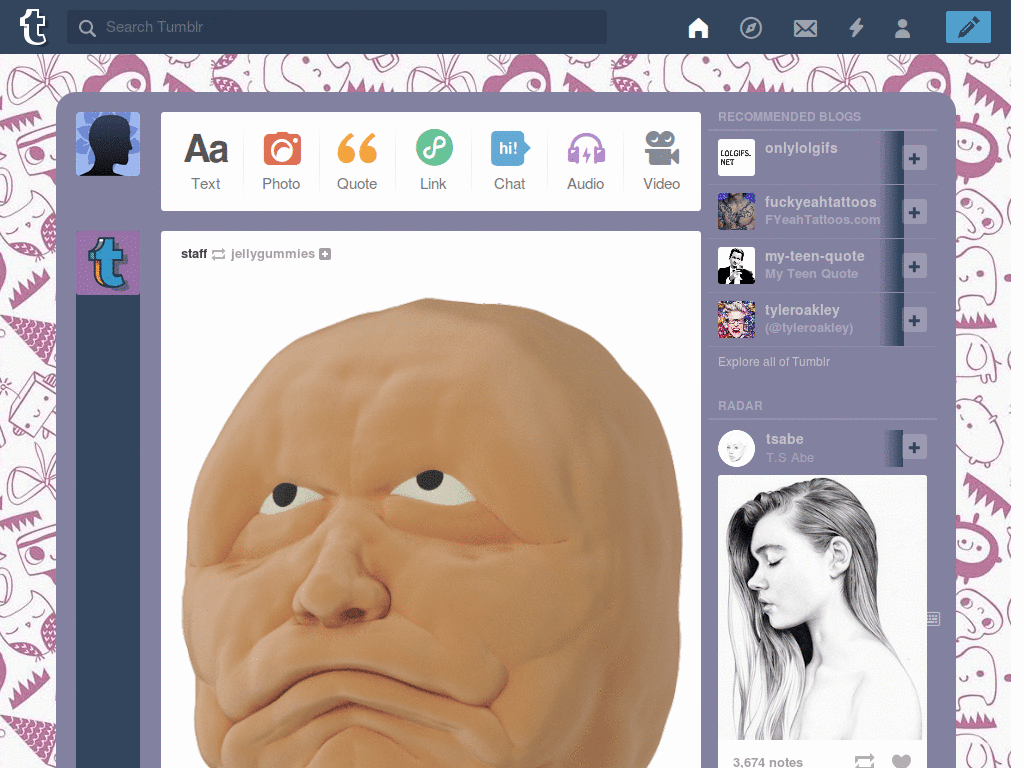 Search Tumblr
Aa
Text
Photo
Quote
Link
hi!
Chat
Audio
Video
staff jellygummies
RECOMMENDED BLOGS
LOLGIFS.
NET
onlylolgifs
fuckyeahtattoos
FYeahTattoos.com
my-teen-quote
My Teen Quote
tyleroakley
(@tyleroakley)
Explore all of Tumblr
RADAR
tsabe
T.S Abe
3,674 notes